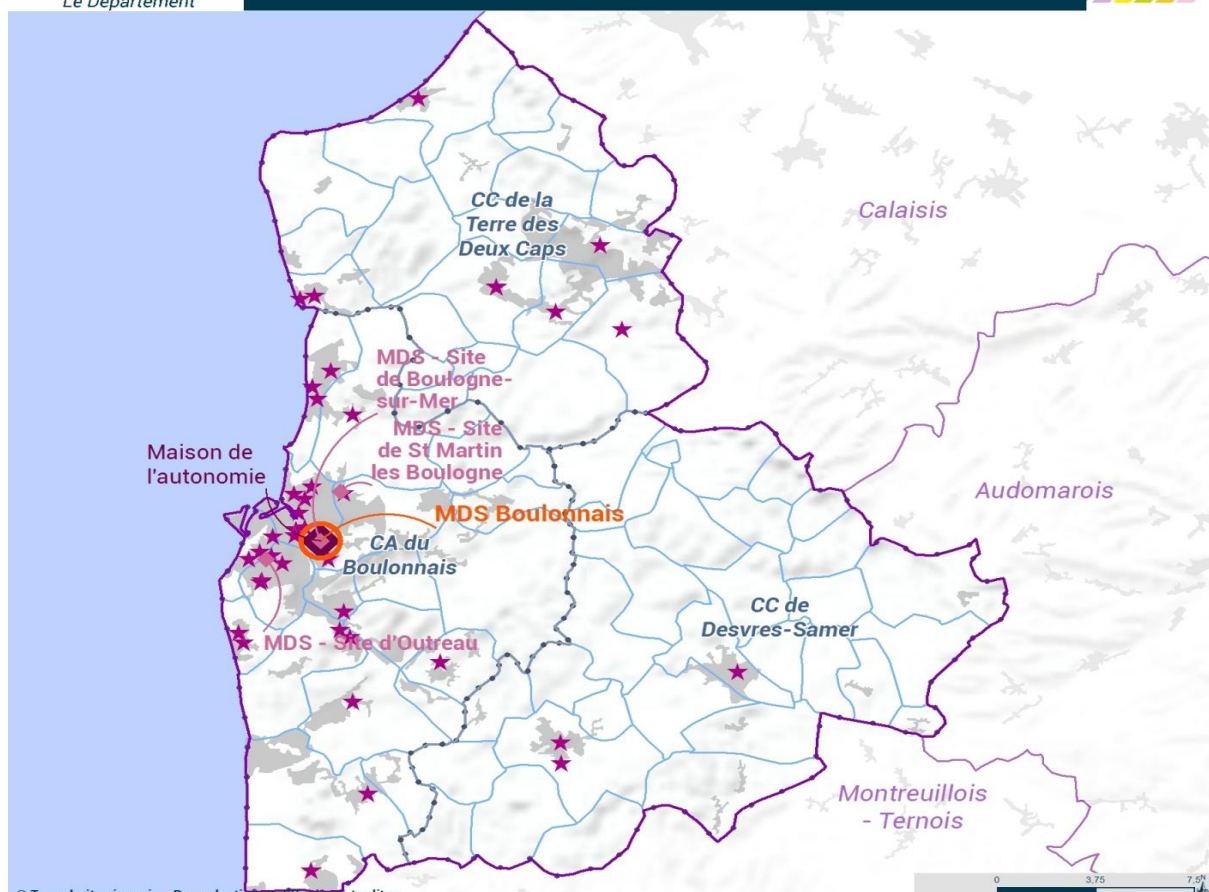 Le Département
CC de la
Terre des
Deux Caps
Calaisis
MDS - Site
de Boulogne-
sur-Mer
MDS - Site
de St Martin
les Boulogne
Maison de
l'autonomie
MDS Boulonnais
Audomarois
CA du
Boulonnais
CC de
Desvres-Samer
MDS - Site d'Outreau
Montreuillois
- Ternois
0 3,75 7,5